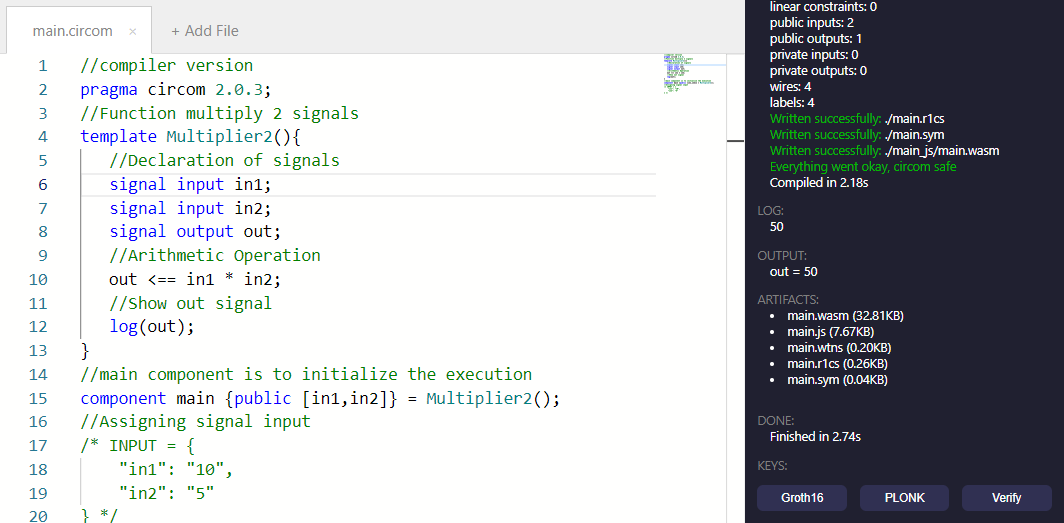 main.circom × + Add File
1 //compiler version
2 pragma circom 2.0.3;
3 //Function multiply 2 signals
4 template Multiplier2(){
5 //Declaration of signals
6 signal input in1;
7 signal input in2;
8 signal output out;
9 //Arithmetic Operation
10 out <== in1 * in2;
11 //Show out signal
12 log(out);
13 }
14 //main component is to initialize the execution
15 component main {public [in1,in2]} = Multiplier2();
16 //Assigning signal input
17 /* INPUT = {
18 "in1": "10",
19 "in2": "5"
20 } */
linear constraints: 0
public inputs: 2
public outputs: 1
private inputs: 0
private outputs: 0
wires: 4
labels: 4
Written successfully: ./main.r1cs
Written successfully: ./main.sym
Written successfully: ./main_js/main.wasm
Everything went okay, circom safe
Compiled in 2.18s
LOG:
50
OUTPUT:
out = 50
ARTIFACTS:
• main.wasm (32.81KB)
• main.js (7.67KB)
• main.wtns (0.20KB)
• main.r1cs (0.26KB)
• main.sym (0.04KB)
DONE:
Finished in 2.74s
KEYS:
Groth16 PLONK Verify